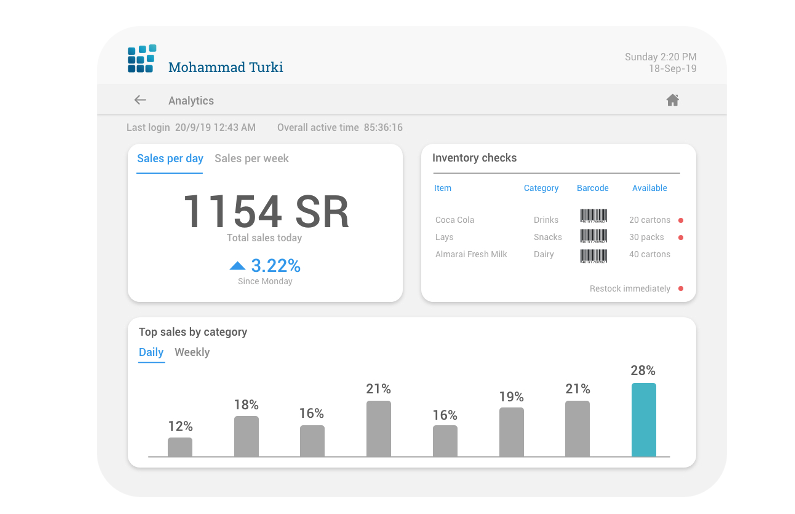 Mohammad Turki
Sunday 2:20 PM
18-Sep-19
Analytics
Last login 20/9/19 12:43 AM Overall active time 85:36:16
Sales per day Sales per week
1154 SR
Total sales today
3.22%
Since Monday
Inventory checks
Item Category Barcode Available
Coca Cola Drinks 20 cartons
Lays Snacks 30 packs
Almarai Fresh Milk Dairy 40 cartons
Restock immediately
Top sales by category
Daily Weekly
12% 18% 16% 21% 16% 19% 21% 28%